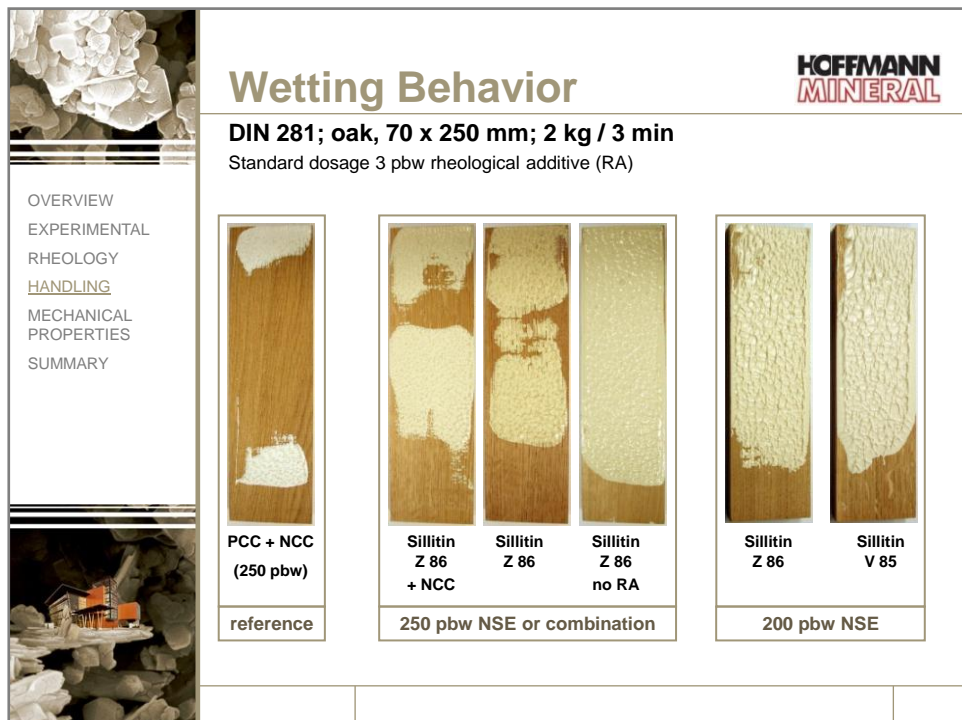 Wetting Behavior
HOFFMANN
MINERAL
DIN 281; oak, 70 x 250 mm; 2 kg / 3 min
Standard dosage 3 pbw rheological additive (RA)
OVERVIEW
EXPERIMENTAL
RHEOLOGY
HANDLING
MECHANICAL
PROPERTIES
SUMMARY
PCC + NCC
(250 pbw)
reference
Sillitin
Z 86
+ NCC
Sillitin
Z 86
Sillitin
Z 86
no RA
250 pbw NSE or combination
Sillitin
Z 86
Sillitin
V 85
200 pbw NSE